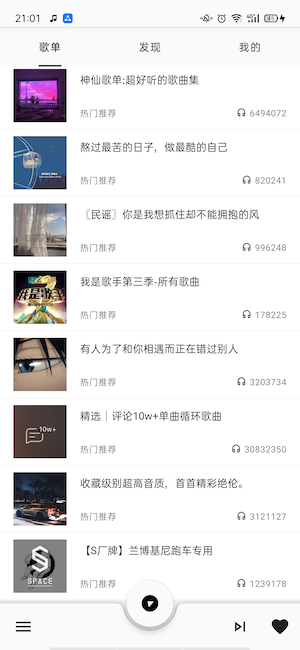 21:01
歌单
发现
我的
神仙歌单:超好听的歌曲集
热门推荐
6494072
熬过最苦的日子，做最酷的自己
热门推荐
820241
〖民谣〗你是我想抓住却不能拥抱的风
热门推荐
996248
我是歌手
我是歌手第三季-所有歌曲
热门推荐
178225
有人为了和你相遇而正在错过别人
热门推荐
3203734
10w+
精选｜评论10w+单曲循环歌曲
热门推荐
30832350
收藏级别超高音质，首首精彩绝伦。
热门推荐
3121127
S
SPACE
【S厂牌】兰博基尼跑车专用
热门推荐
1239178